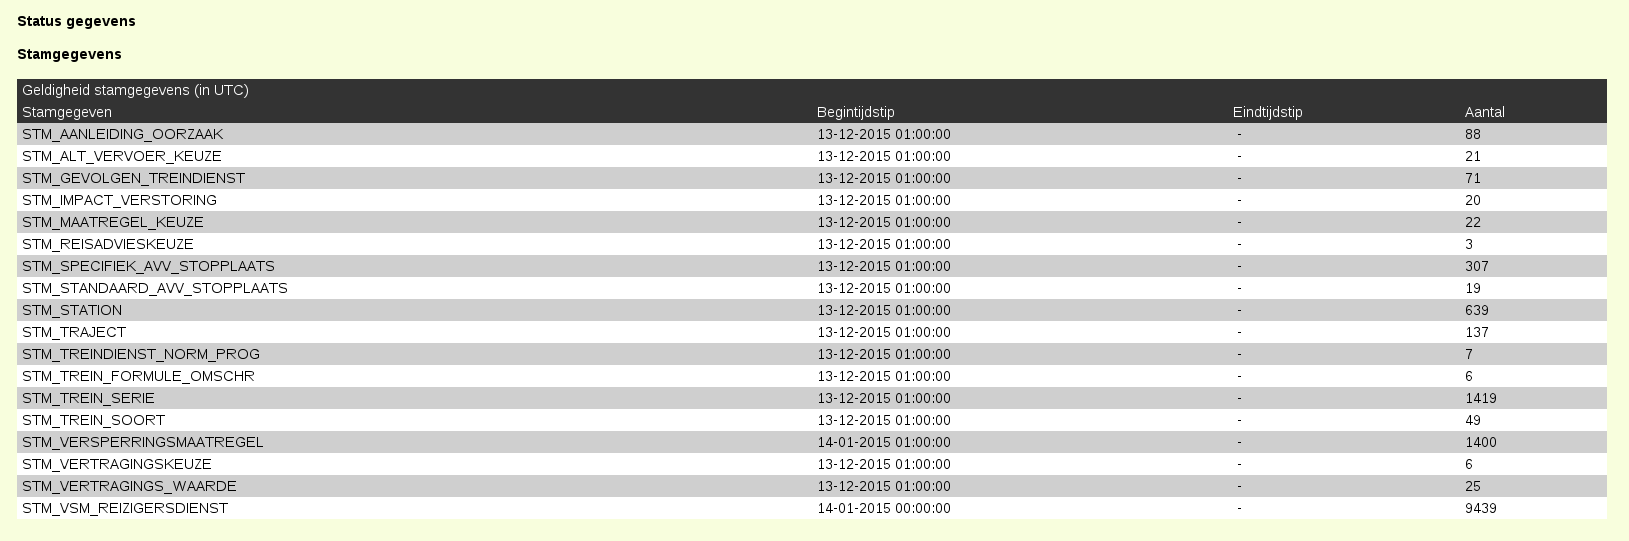 Status gegevens
Stamgegevens
Geldigheid stamgegevens (in UTC)
Stamgegeven Begintijdstip Eindtijdstip Aantal
STM_AANLEIDING_OORZAAK 13-12-2015 01:00:00 - 88
STM_ALT_VERVOER_KEUZE 13-12-2015 01:00:00 - 21
STM_GEVOLGEN_TREINDIENST 13-12-2015 01:00:00 - 71
STM_IMPACT_VERSTORING 13-12-2015 01:00:00 - 20
STM_MAATREGEL_KEUZE 13-12-2015 01:00:00 - 22
STM_REISADVIESKEUZE 13-12-2015 01:00:00 - 3
STM_SPECIFIEK_AVV_STOPPLAATS 13-12-2015 01:00:00 - 307
STM_STANDAARD_AVV_STOPPLAATS 13-12-2015 01:00:00 - 19
STM_STATION 13-12-2015 01:00:00 - 639
STM_TRAJECT 13-12-2015 01:00:00 - 137
STM_TREINDIENST_NORM_PROG 13-12-2015 01:00:00 - 7
STM_TREIN_FORMULE_OMSCHR 13-12-2015 01:00:00 - 6
STM_TREIN_SERIE 13-12-2015 01:00:00 - 1419
STM_TREIN_SOORT 13-12-2015 01:00:00 - 49
STM_VERSPERRINGSMAATREGEL 14-01-2015 01:00:00 - 1400
STM_VERTRAGINGSKEUZE 13-12-2015 01:00:00 - 6
STM_VERTRAGINGS_WAARDE 13-12-2015 01:00:00 - 25
STM_VSM_REIZIGERSDIENST 14-01-2015 00:00:00 - 9439